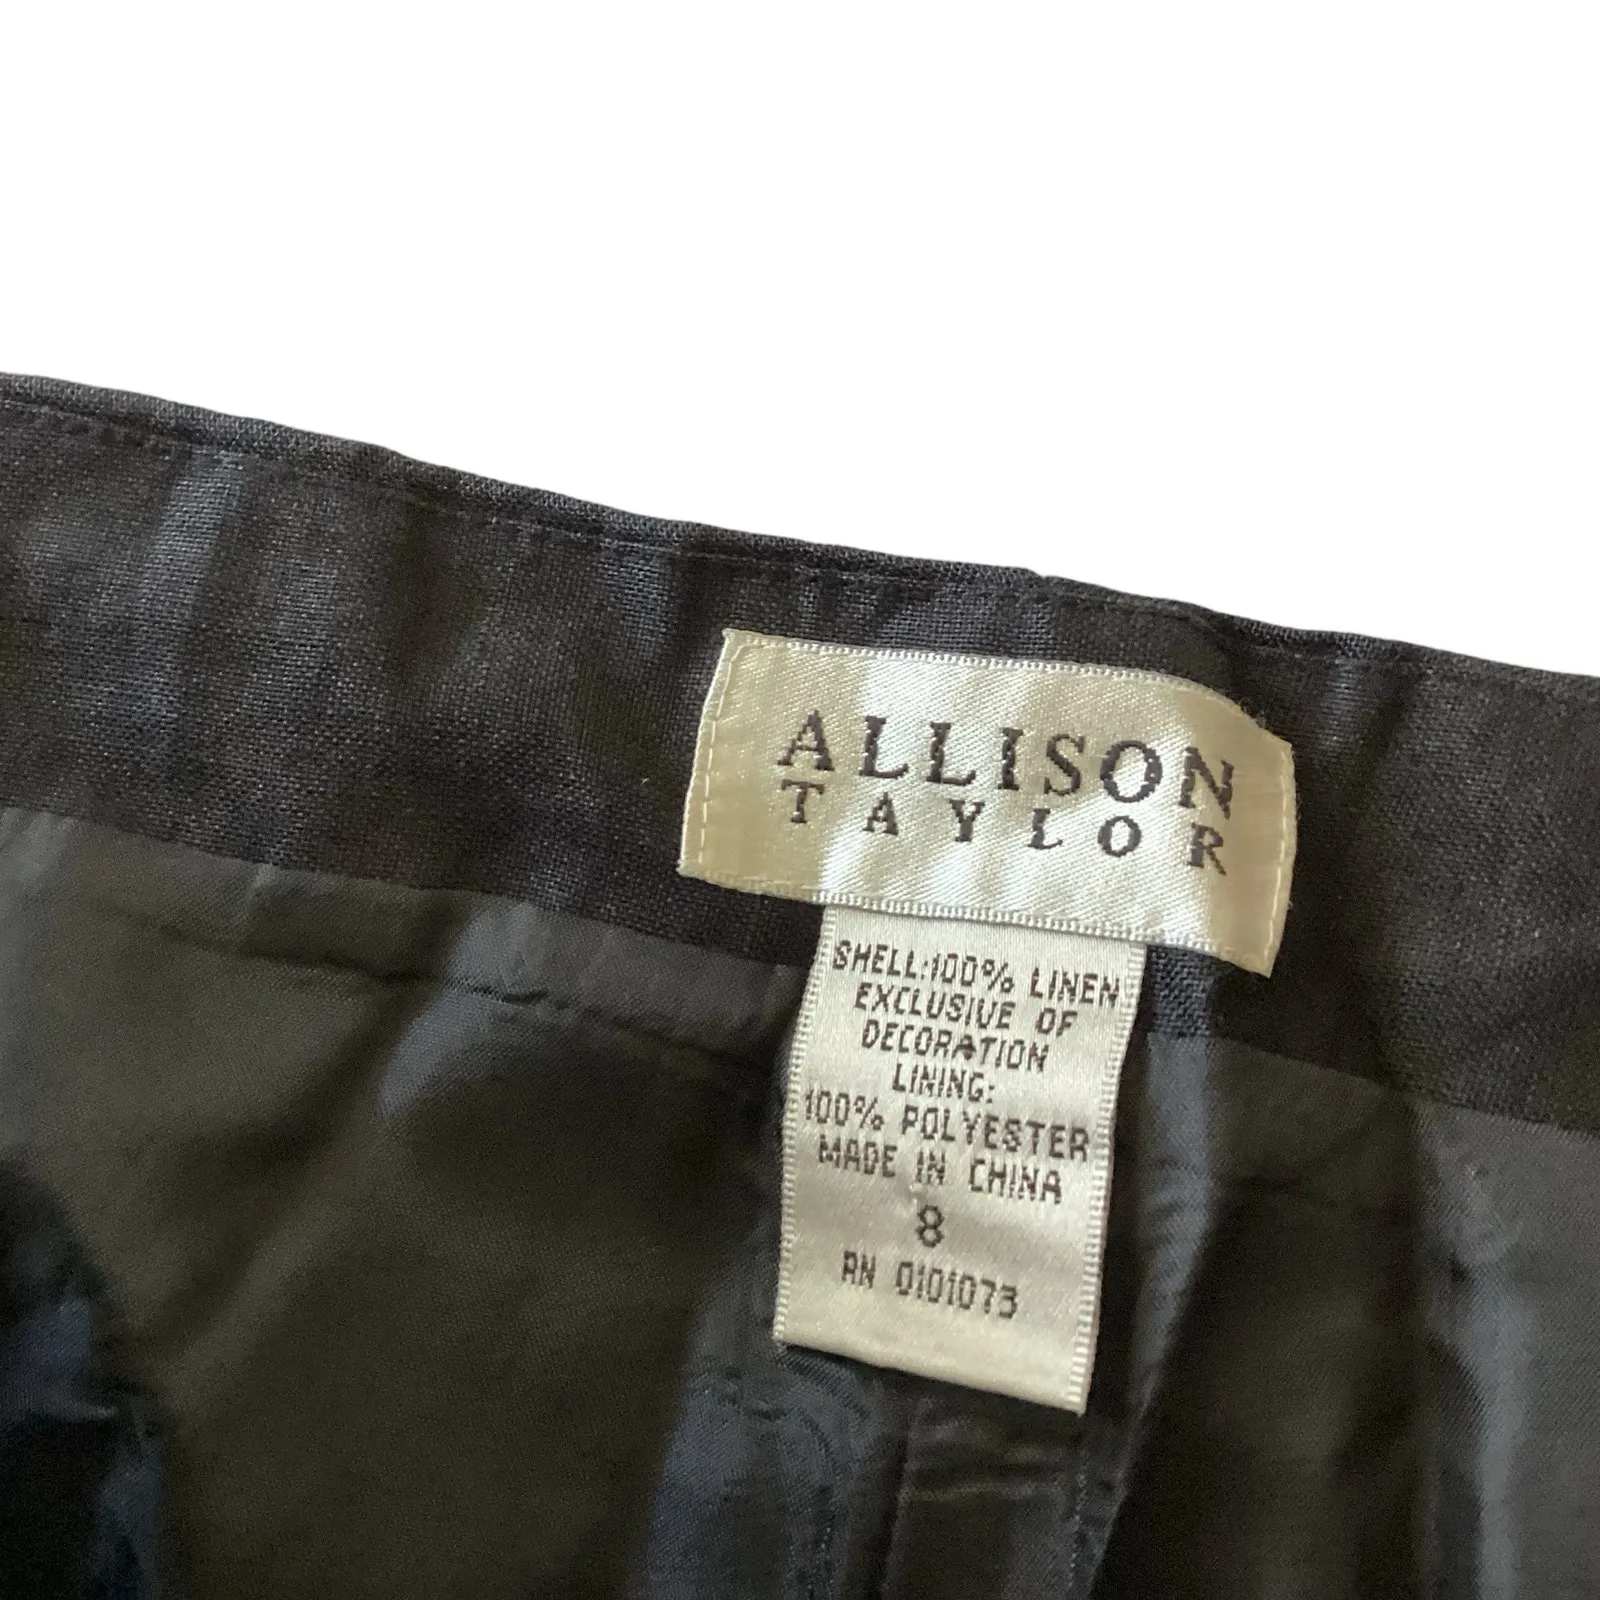 ALLISON
TAYLOR
SHELL:100% LINEN
EXCLUSIVE OF
DECORATION
LINING:
100% POLYESTER
MADE IN CHINA
8
RN 0101073